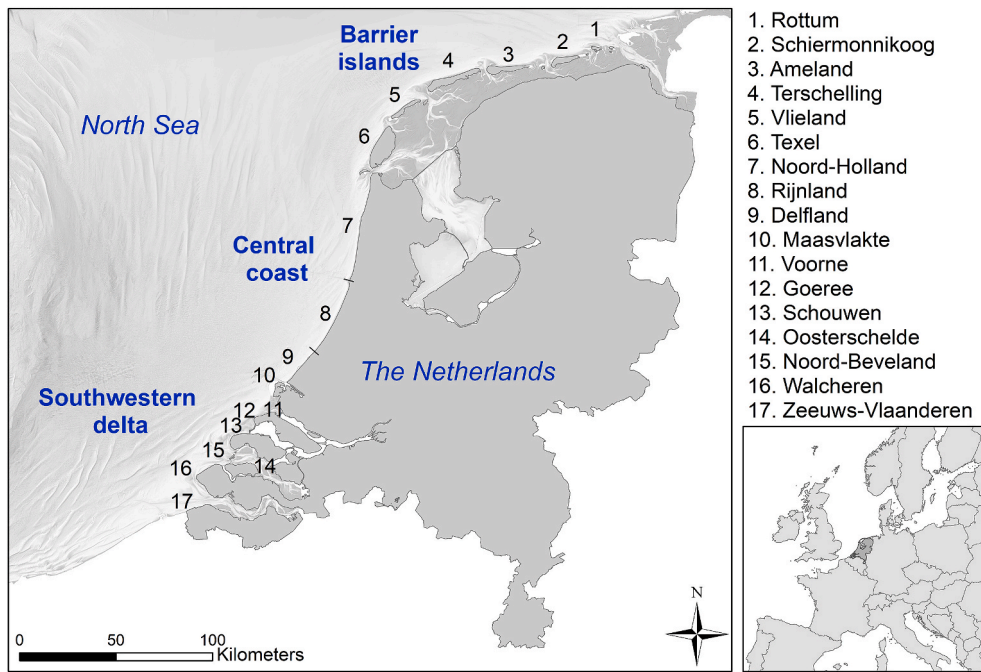 Barrier
islands
1
2
3
4
5
North Sea
6
7
Central
coast
8
9
The Netherlands
10
Southwestern
delta
12
11
13
15
14
16
17
N
0
50
100
Kilometers
1. Rottum
2. Schiermonnikoog
3. Ameland
4. Terschelling
5. Vlieland
6. Texel
7. Noord-Holland
8. Rijnland
9. Delfland
10. Maasvlakte
11. Voorne
12. Goeree
13. Schouwen
14. Oosterschelde
15. Noord-Beveland
16. Walcheren
17. Zeeuws-Vlaanderen